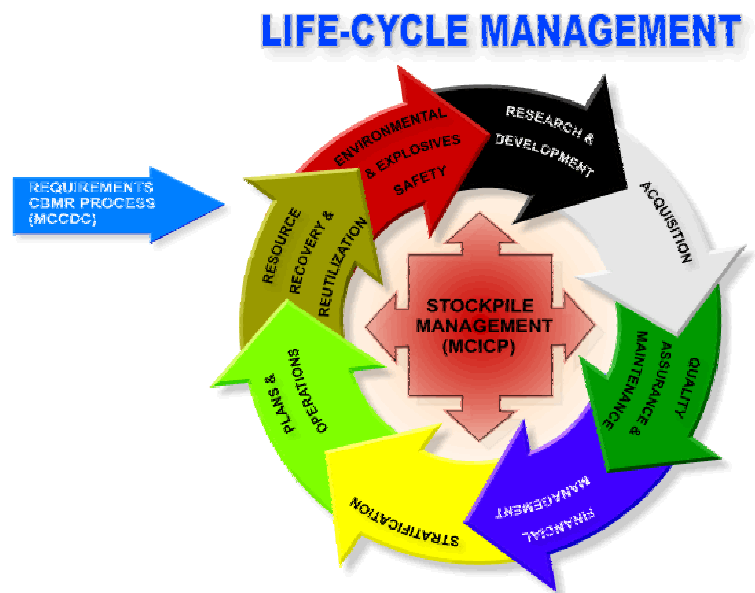 LIFE-CYCLE MANAGEMENT
REQUIREMENTS
CBMR PROCESS
(MCCDC)
ENVIRONMENTAL
& EXPLOSIVES
SAFETY
RESEARCH &
DEVELOPMENT
ACQUISITION
QUALITY
ASSURANCE &
MAINTENANCE
FINANCIAL
MANAGEMENT
STRATIFICATION
PLANS &
OPERATIONS
RESOURCE
RECOVERY &
REUTILIZATION
STOCKPILE
MANAGEMENT
(MCICP)